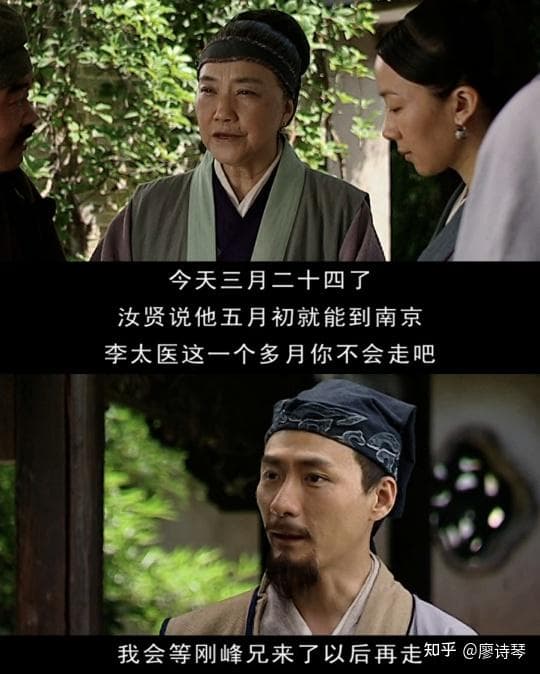 今天三月二十四了
汝贤说他五月初就能到南京
李太医这一个多月你不会走吧
我会等刚峰兄来了以后再走
知乎 @廖诗琴